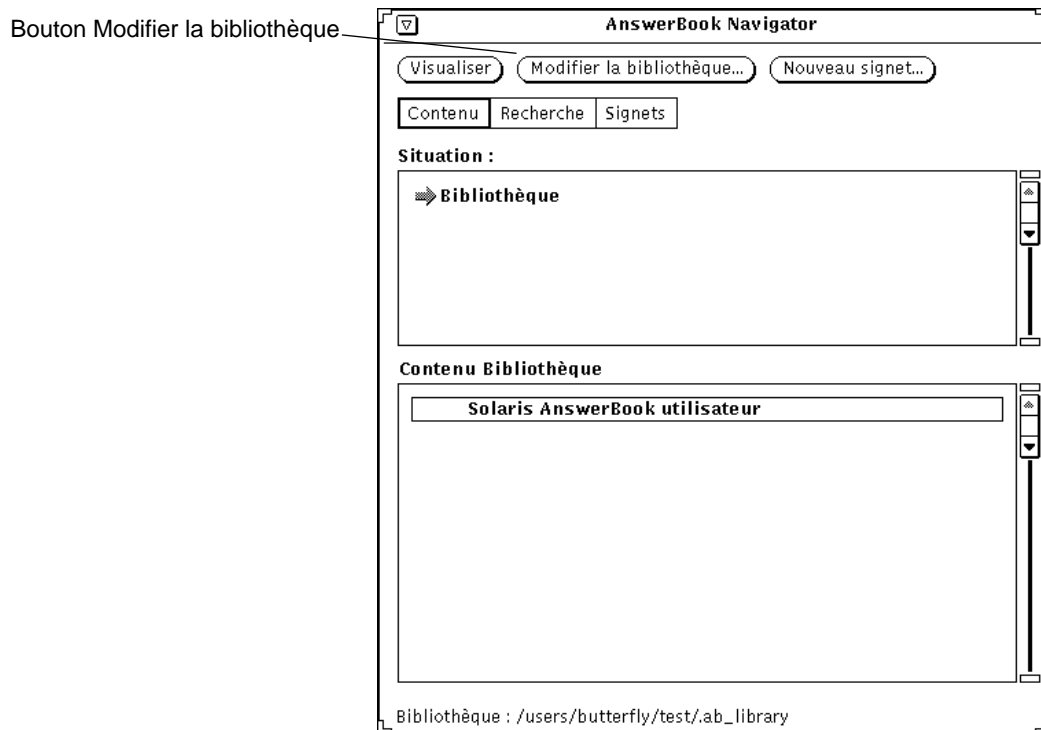 Bouton Modifier la bibliothèque
AnswerBook Navigator
Visualiser Modifier la bibliothèque... Nouveau signet...
Contenu Recherche Signets
Situation :
Bibliothèque
Contenu Bibliothèque
Solaris AnswerBook utilisateur
Bibliothèque : /users/butterfly/test/.ab_library